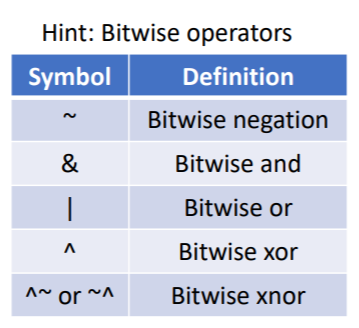 Hint: Bitwise operators
Symbol Definition
~ Bitwise negation
& Bitwise and
| Bitwise or
^ Bitwise xor
^~ or ~^ Bitwise xnor